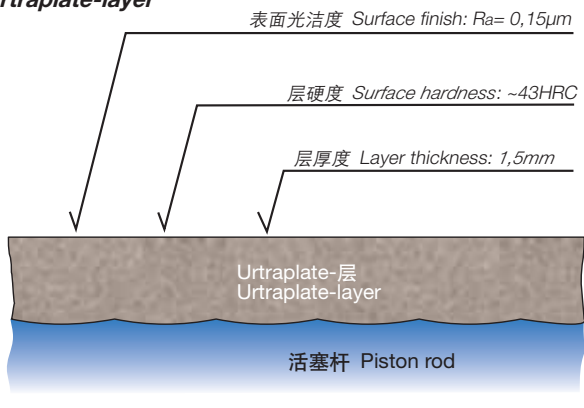 rtraplate-layer
表面光洁度 Surface finish: Ra= 0,15µm
层硬度 Surface hardness: ~43HRC
层厚度 Layer thickness: 1,5mm
Urtraplate-层
Urtraplate-layer
活塞杆 Piston rod